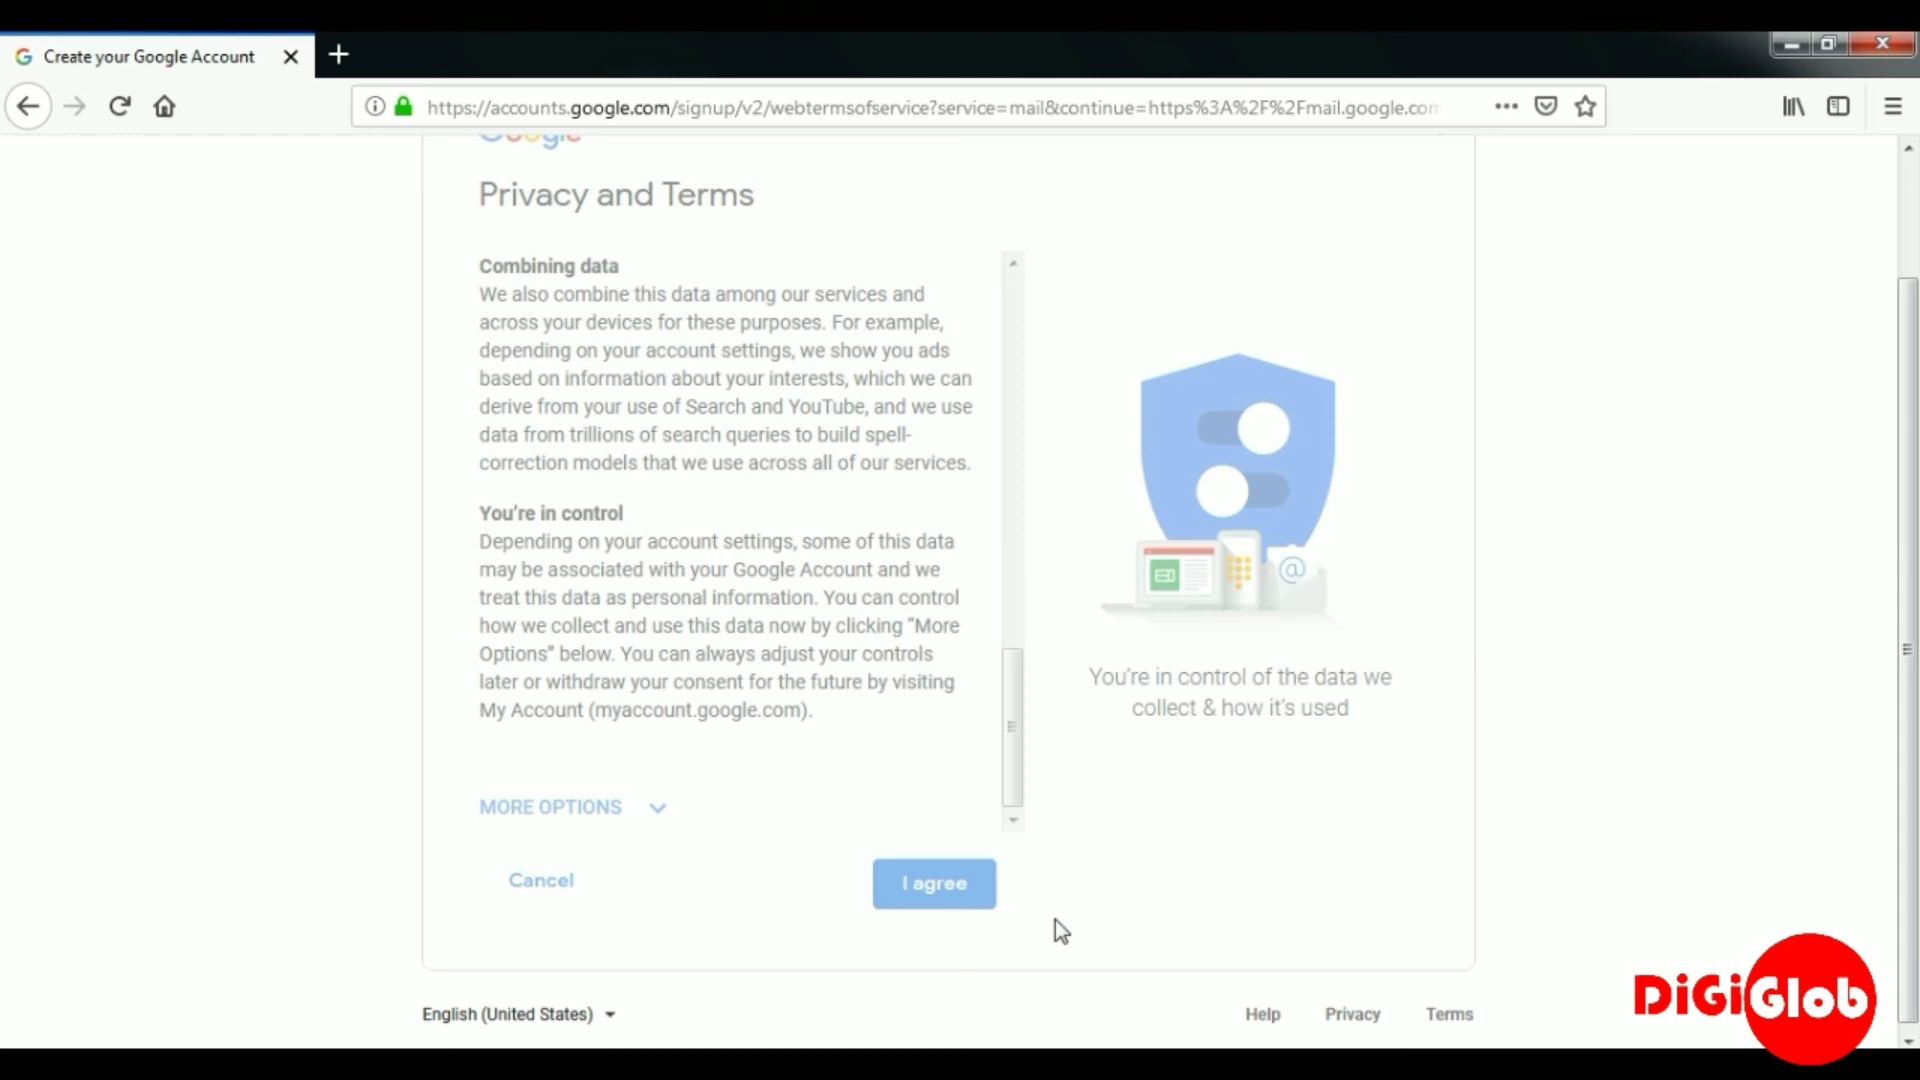 Create your Google Account
https://accounts.google.com/signup/v2/webtermsofservice?service=mail&continue=https%3A%2F%2Fmail.google.com
Google
Privacy and Terms
Combining data
We also combine this data among our services and
across your devices for these purposes. For example,
depending on your account settings, we show you ads
based on information about your interests, which we can
derive from your use of Search and YouTube, and we use
data from trillions of search queries to build spell-
correction models that we use across all of our services.
You're in control
Depending on your account settings, some of this data
may be associated with your Google Account and we
treat this data as personal information. You can control
how we collect and use this data now by clicking “More
Options” below. You can always adjust your controls
later or withdraw your consent for the future by visiting
My Account (myaccount.google.com).
MORE OPTIONS
Cancel
I agree
@
You're in control of the data we
collect & how it's used
English (United States)
Help Privacy Terms
DiGiGlob